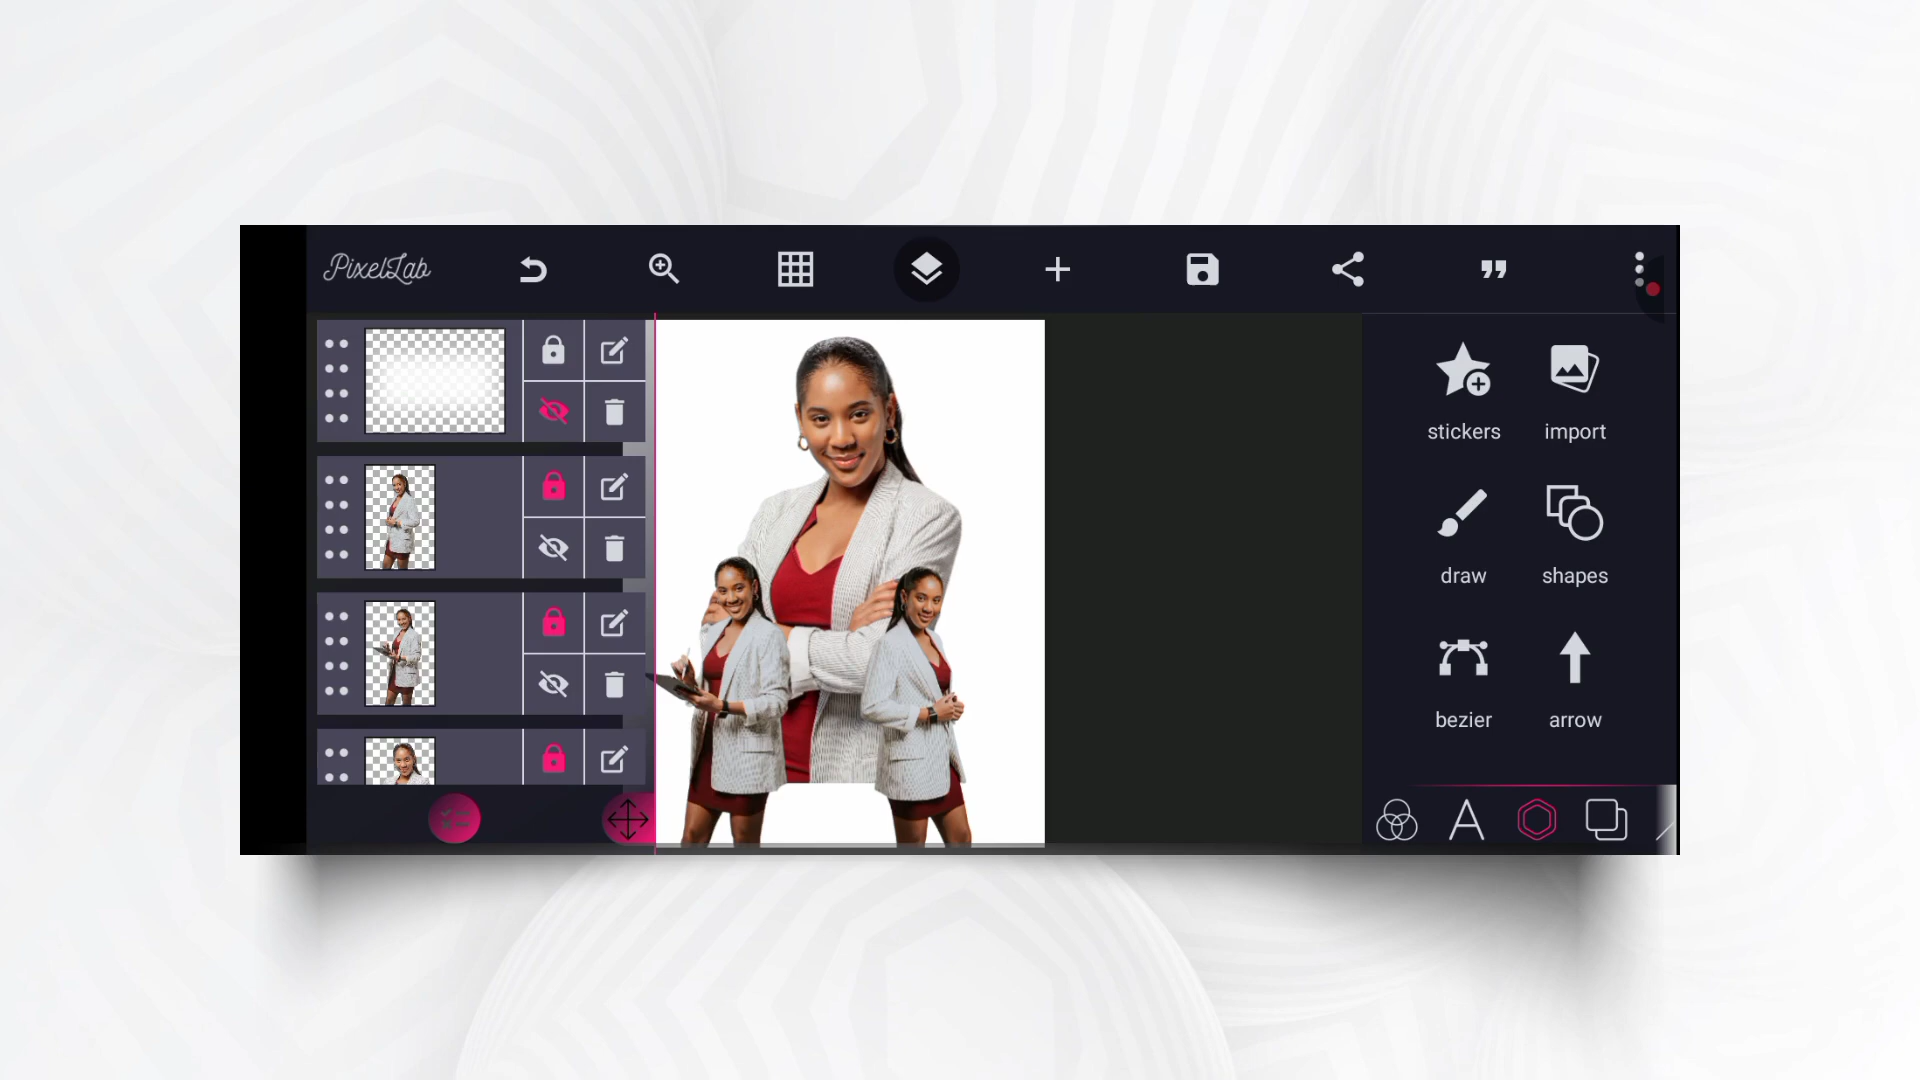 PixelLab
stickers
import
draw
shapes
bezier
arrow